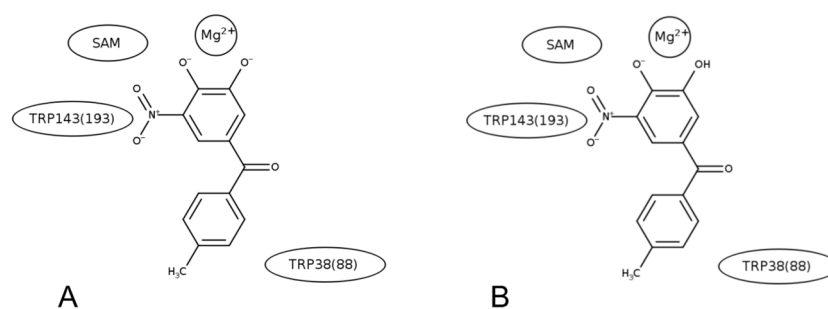 SAM
Mg²⁺
O⁻
O⁻
O
N⁺
O⁻
TRP143(193)
O
H₃C
TRP38(88)
A
SAM
Mg²⁺
O⁻
OH
O
N⁺
O⁻
TRP143(193)
O
H₃C
TRP38(88)
B